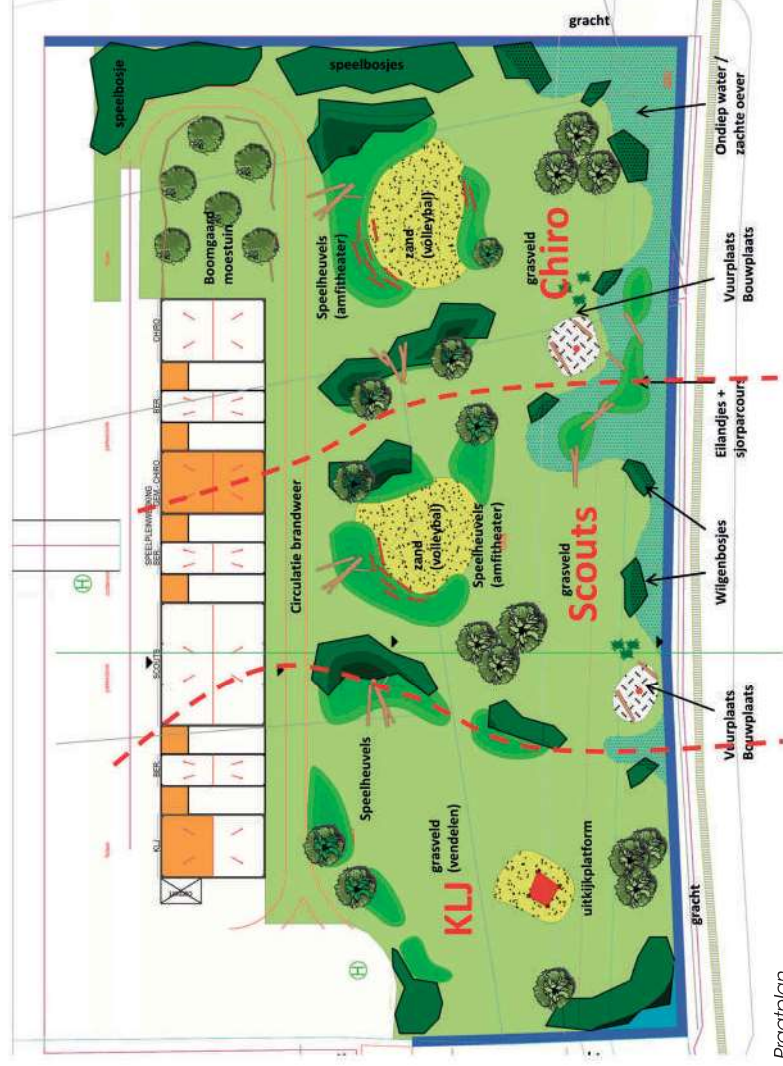 gracht
speelbosje
speelbosjes
Boomgaard
moestuin
CHIRO
BER.
SPEELPLEINWERKING
GEM.-CHIRO
BER.
SCOUTS
BER.
KLJ
H
H
Circulatie brandweer
Speelheuvels
(amfitheater)
zand
(volleybal)
grasveld
Chiro
Ondiep water /
zachte oever
Vuurplaats
Bouwplaats
Eilandjes +
sjorparcours
zand
(volleybal)
Speelheuvels
(amfitheater)
grasveld
Scouts
Wilgenbosjes
Vuurplaats
Bouwplaats
Speelheuvels
grasveld
(vendelen)
KLJ
uitkijkplatform
gracht
Praatplan